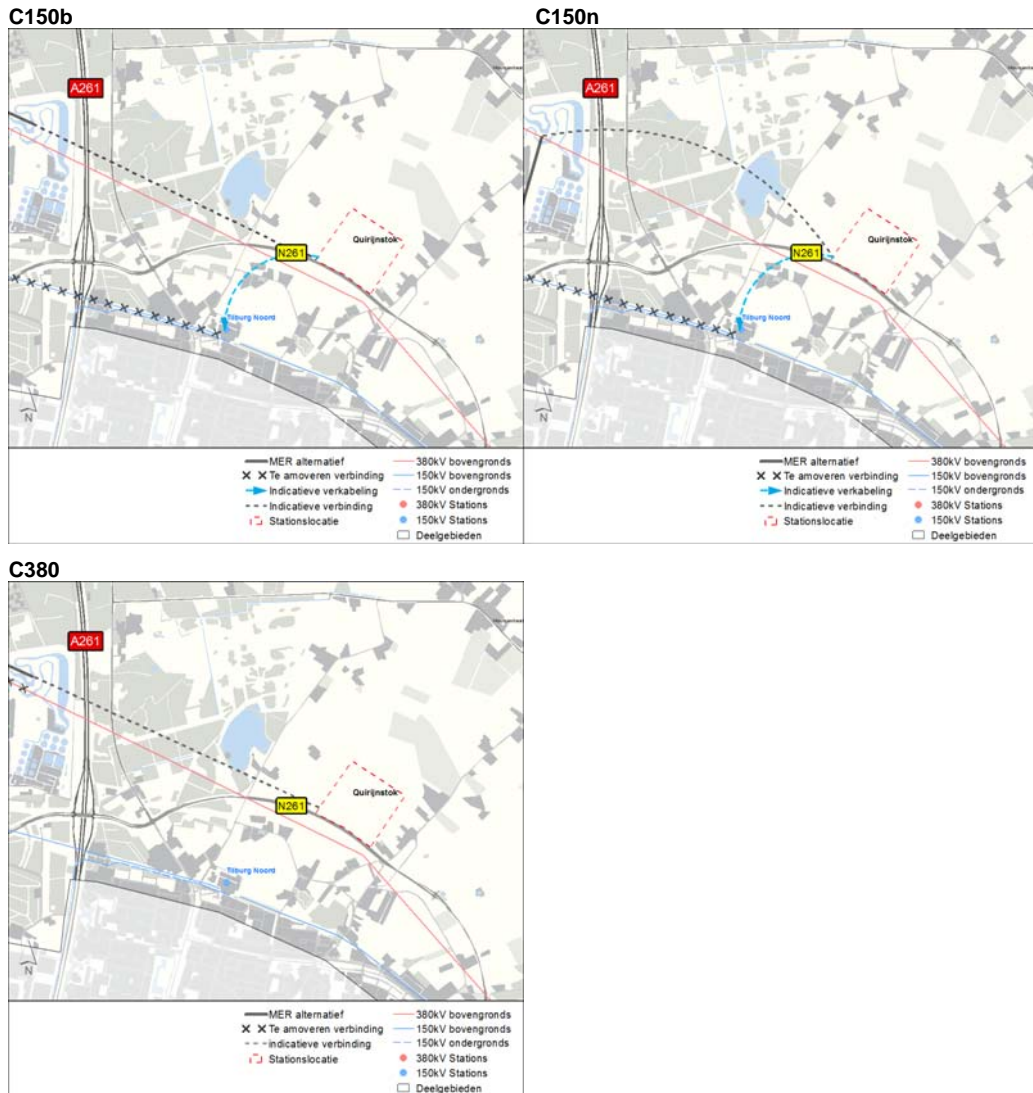 C150b
C150n
A261
N261
Quirijnstok
Tilburg Noord
N
MER alternatief
Te amoveren verbinding
Indicatieve verkabeling
Indicatieve verbinding
Stationslocatie
380kV bovengronds
150kV bovengronds
150kV ondergronds
380kV Stations
150kV Stations
Deelgebieden
A261
N261
Quirijnstok
Tilburg Noord
N
MER alternatief
Te amoveren verbinding
Indicatieve verkabeling
Indicatieve verbinding
Stationslocatie
380kV bovengronds
150kV bovengronds
150kV ondergronds
380kV Stations
150kV Stations
Deelgebieden
C380
A261
N261
Quirijnstok
Tilburg Noord
N
MER alternatief
Te amoveren verbinding
indicatieve verbinding
Stationslocatie
380kV bovengronds
150kV bovengronds
150kV ondergronds
380kV Stations
150kV Stations
Deelgebieden